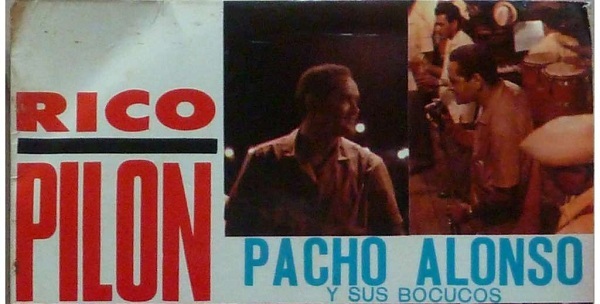 RICO
PILON
PACHO ALONSO
Y SUS BOCUCOS